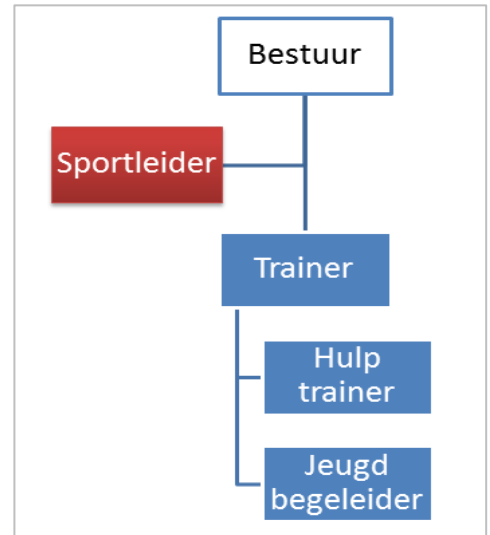 Bestuur
Sportleider
Trainer
Hulp
trainer
Jeugd
begeleider